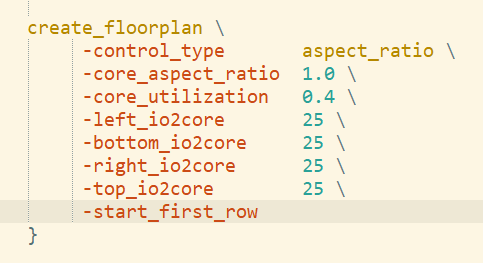 create_floorplan \
-control_type aspect_ratio \
-core_aspect_ratio 1.0 \
-core_utilization 0.4 \
-left_io2core 25 \
-bottom_io2core 25 \
-right_io2core 25 \
-top_io2core 25 \
-start_first_row
}